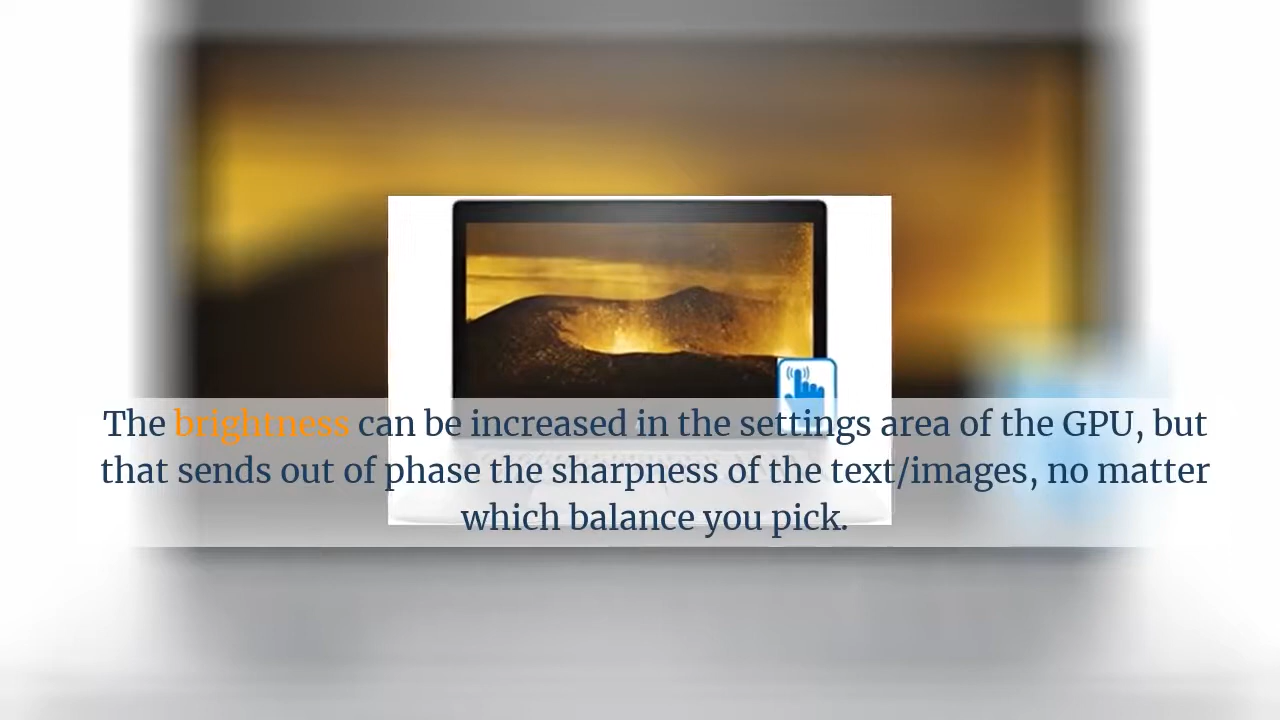 The brightness can be increased in the settings area of the GPU, but
that sends out of phase the sharpness of the text/images, no matter
which balance you pick.